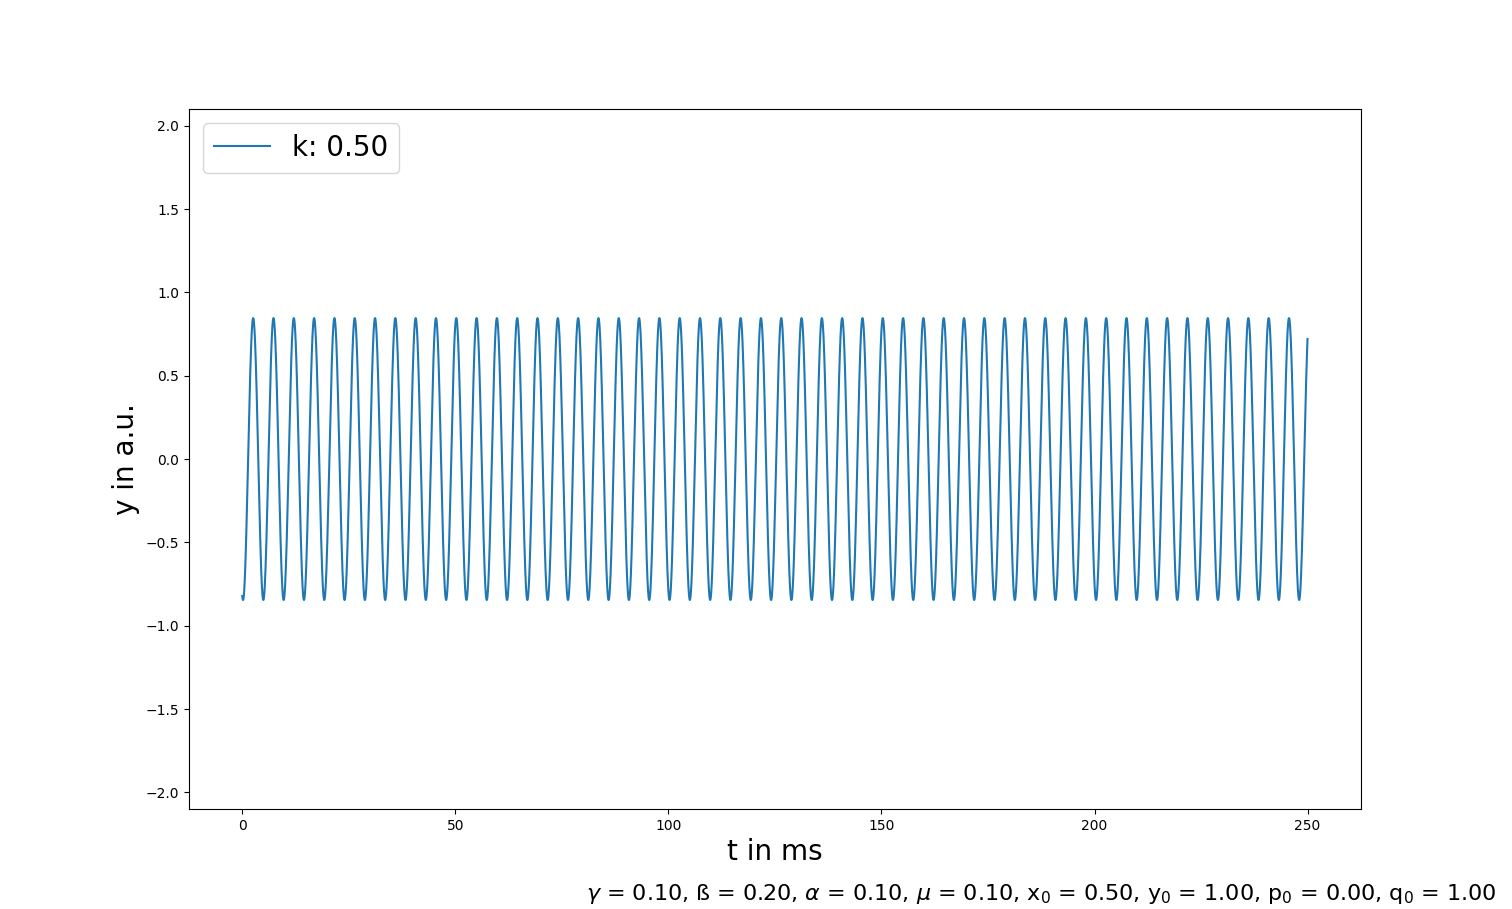 k: 0.50
2.0
1.5
1.0
0.5
0.0
−0.5
−1.0
−1.5
−2.0
y in a.u.
0 50 100 150 200 250
t in ms
γ = 0.10, ß = 0.20, α = 0.10, μ = 0.10, x₀ = 0.50, y₀ = 1.00, p₀ = 0.00, q₀ = 1.00